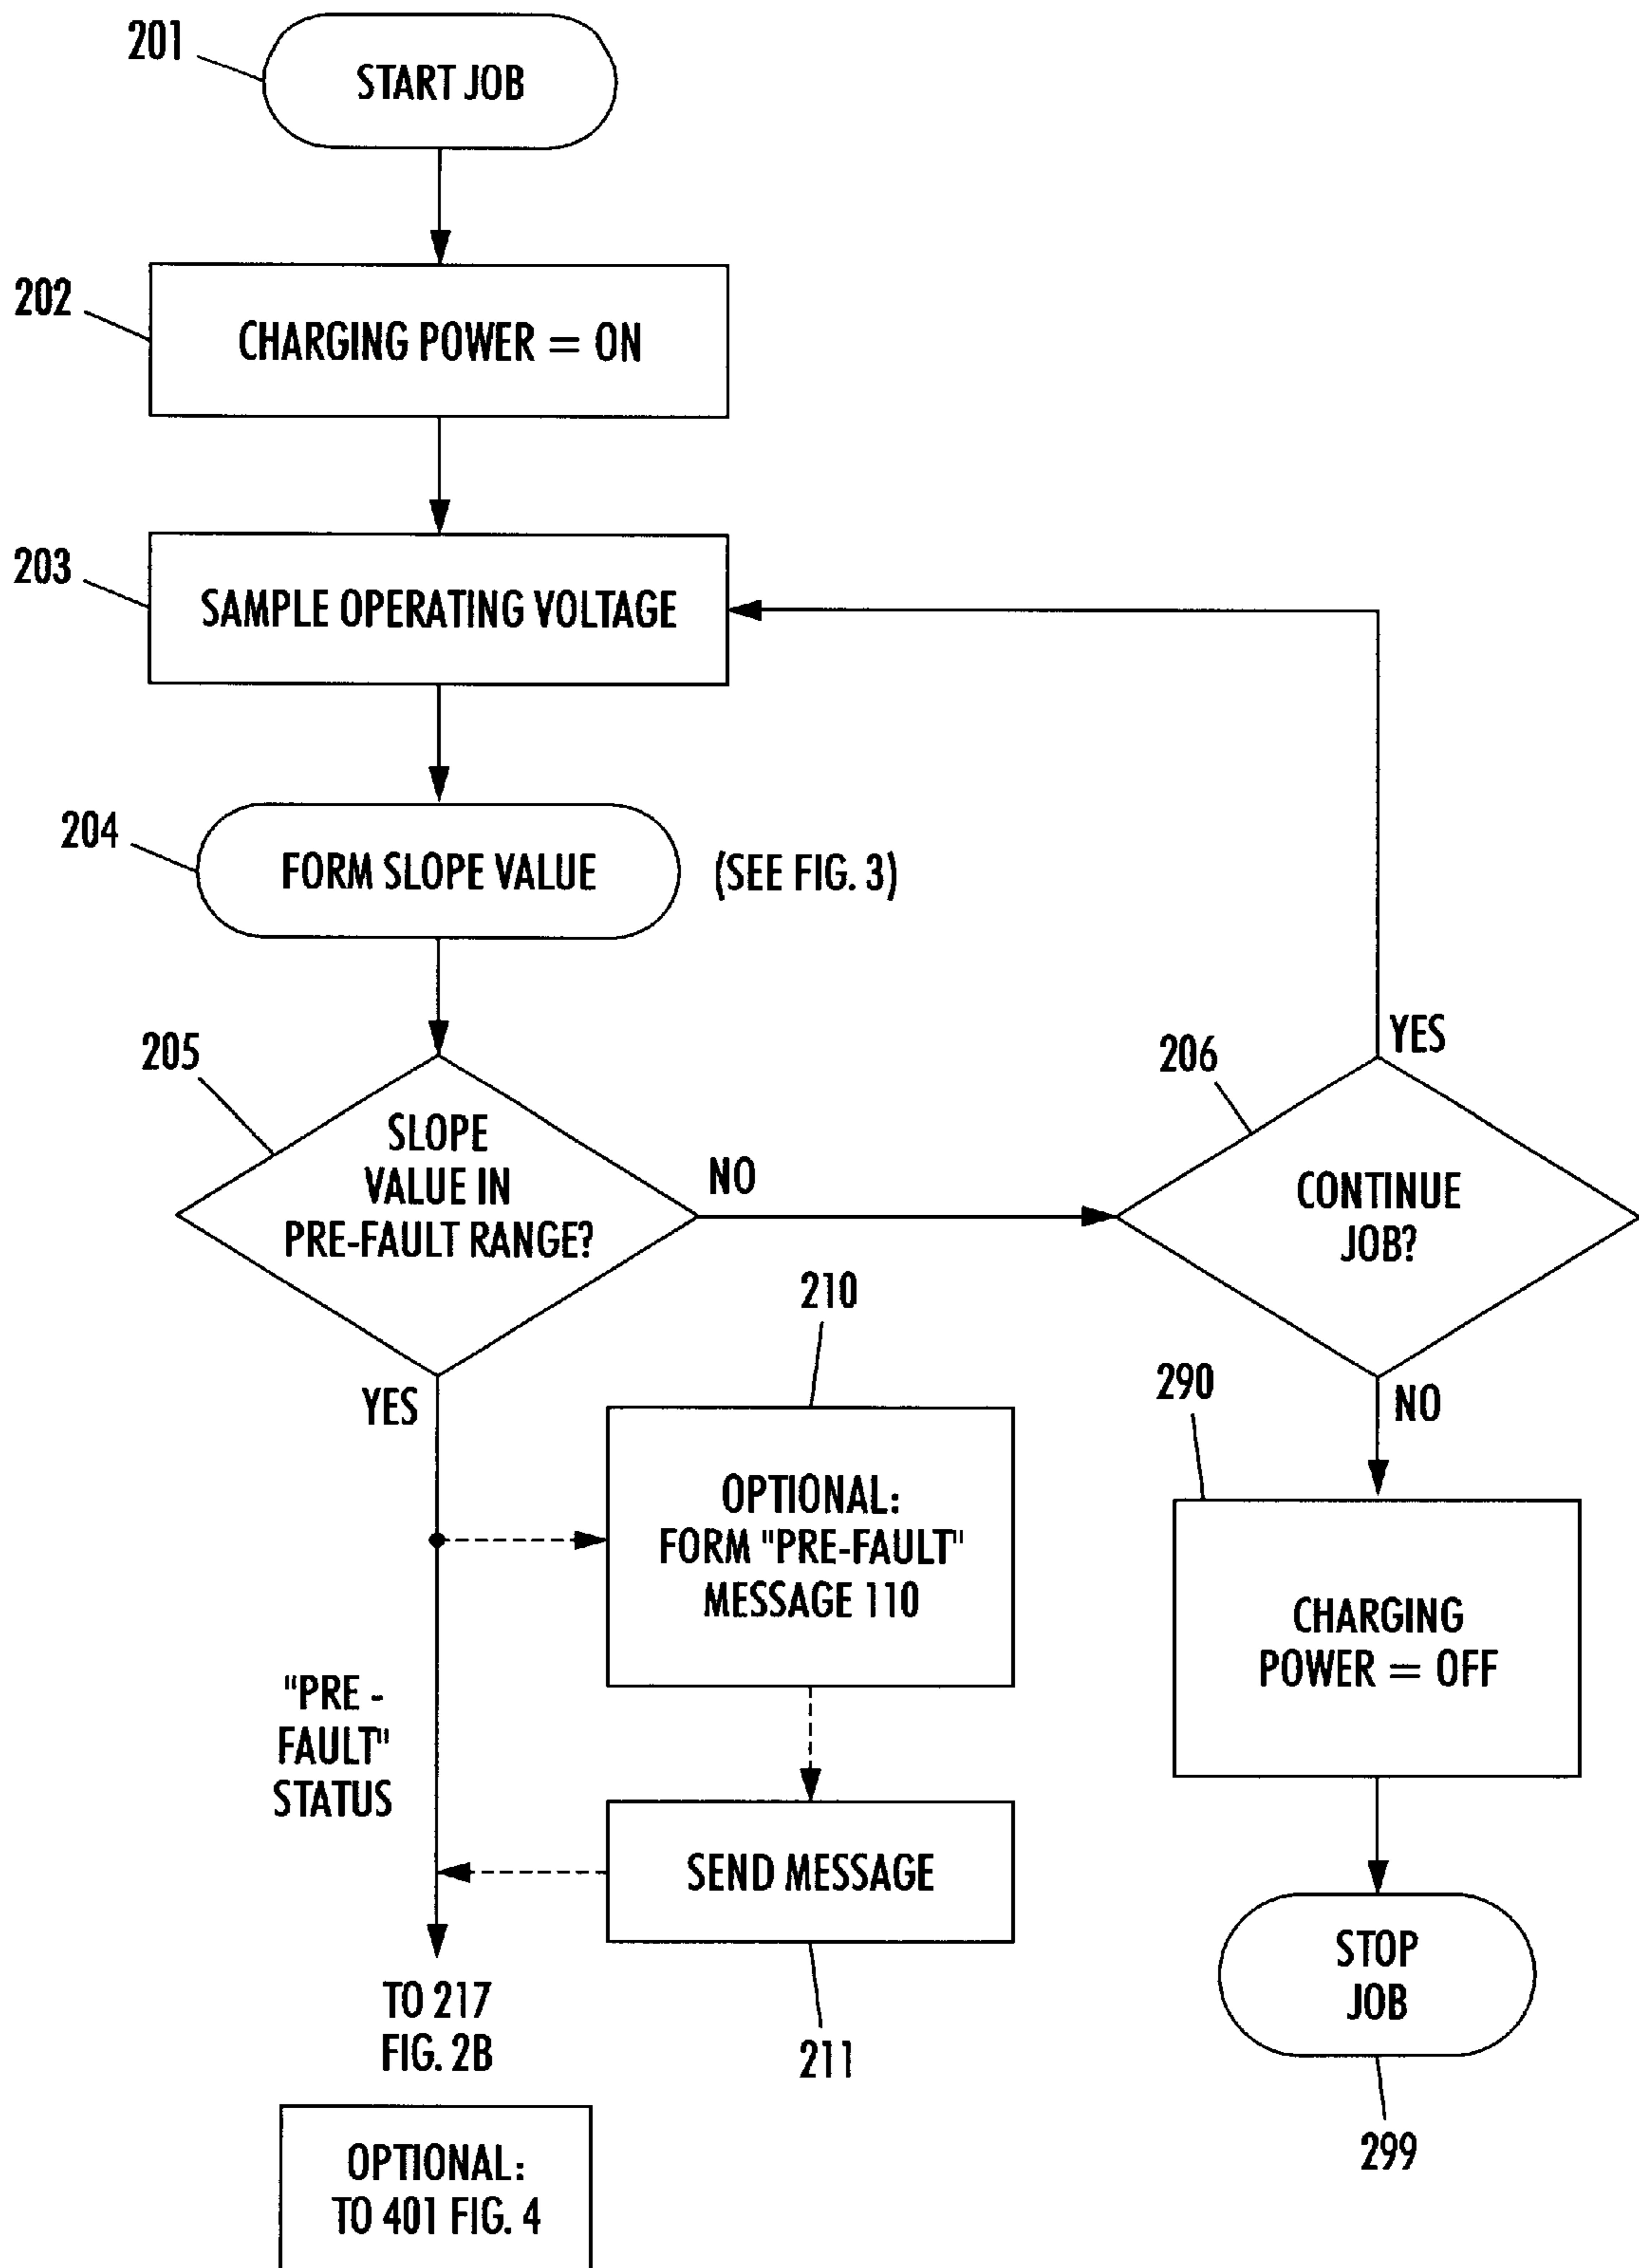 201
START JOB
202
CHARGING POWER = ON
203
SAMPLE OPERATING VOLTAGE
204
FORM SLOPE VALUE
(SEE FIG. 3)
205
SLOPE
VALUE IN
PRE-FAULT RANGE?
NO
YES
206
CONTINUE
JOB?
YES
NO
210
OPTIONAL:
FORM "PRE-FAULT"
MESSAGE 110
"PRE -
FAULT"
STATUS
SEND MESSAGE
211
290
CHARGING
POWER = OFF
STOP
JOB
299
TO 217
FIG. 2B
OPTIONAL:
TO 401 FIG. 4